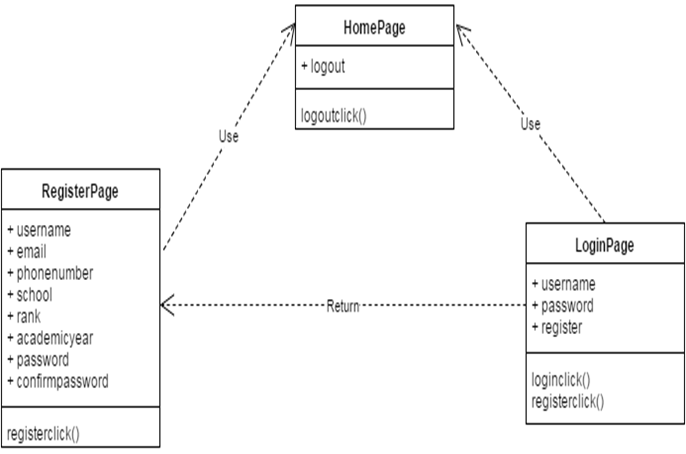 HomePage
+ logout
logoutclick()
Use
Use
RegisterPage
+ username
+ email
+ phonenumber
+ school
+ rank
+ academicyear
+ password
+ confirmpassword
registerclick()
Return
LoginPage
+ username
+ password
+ register
loginclick()
registerclick()